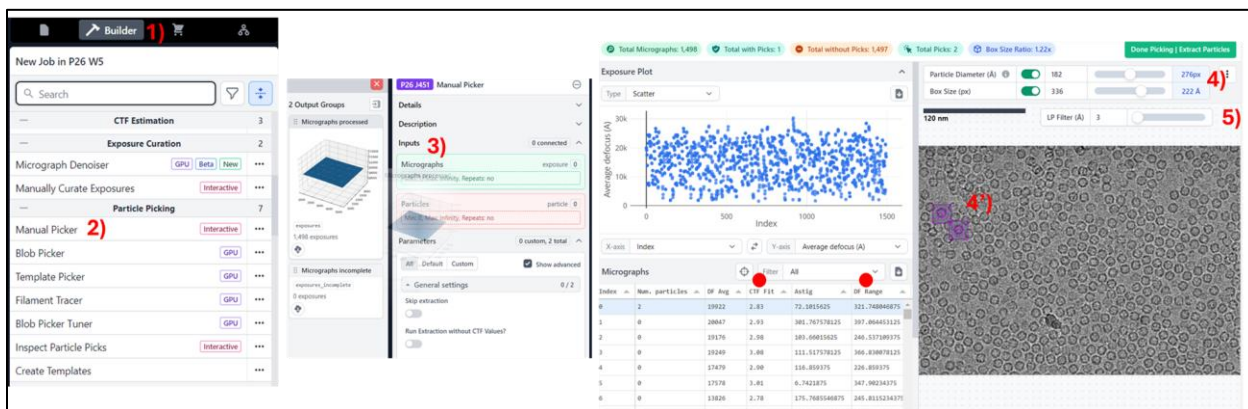 Builder 1)
New Job in P26 W5
Search
CTF Estimation 3
Exposure Curation 2
Micrograph Denoiser GPU Beta New
Manually Curate Exposures Interactive
Particle Picking 7
Manual Picker 2) Interactive
Blob Picker GPU
Template Picker GPU
Filament Tracer GPU
Blob Picker Tuner GPU
Inspect Particle Picks Interactive
Create Templates
2 Output Groups
Micrographs processed
exposures
1,498 exposures
Micrographs incomplete
exposures_incomplete
0 exposures
P26 J451 Manual Picker
Details
Description
Inputs 3) 0 connected
Micrographs exposure 0
Infinity, Repeats: no
Particles particle 0
Infinity, Repeats: no
Parameters 0 custom, 2 total
All Default Custom Show advanced
General settings 0 / 2
Skip extraction
Run Extraction without CTF Values?
Total Micrographs: 1,498 Total with Picks: 1 Total without Picks: 1,497 Total Picks: 2 Box Size Ratio: 1.22x Done Picking | Extract Particles
Exposure Plot
Type Scatter
Average defocus (A)
30k
20k
10k
0
0 500 1000 1500
Index
X-axis Index Y-axis Average defocus (A)
Micrographs Filter All
Index Num. particles DF Avg CTF Fit Astig DF Range
0 2 19922 2.83 72.1015625 321.748046875
1 0 20047 2.93 301.767578125 397.064453125
2 0 19176 2.98 103.66015625 246.537109375
3 0 19249 3.08 111.517578125 366.830078125
4 0 17479 2.90 116.859375 226.859375
5 0 17578 3.01 6.7421875 347.90234375
6 0 13826 2.78 175.7685546875 245.8115234375
Particle Diameter (Å) 182 276px 4)
Box Size (px) 336 222 Å
120 nm LP Filter (Å) 3 5)
4')